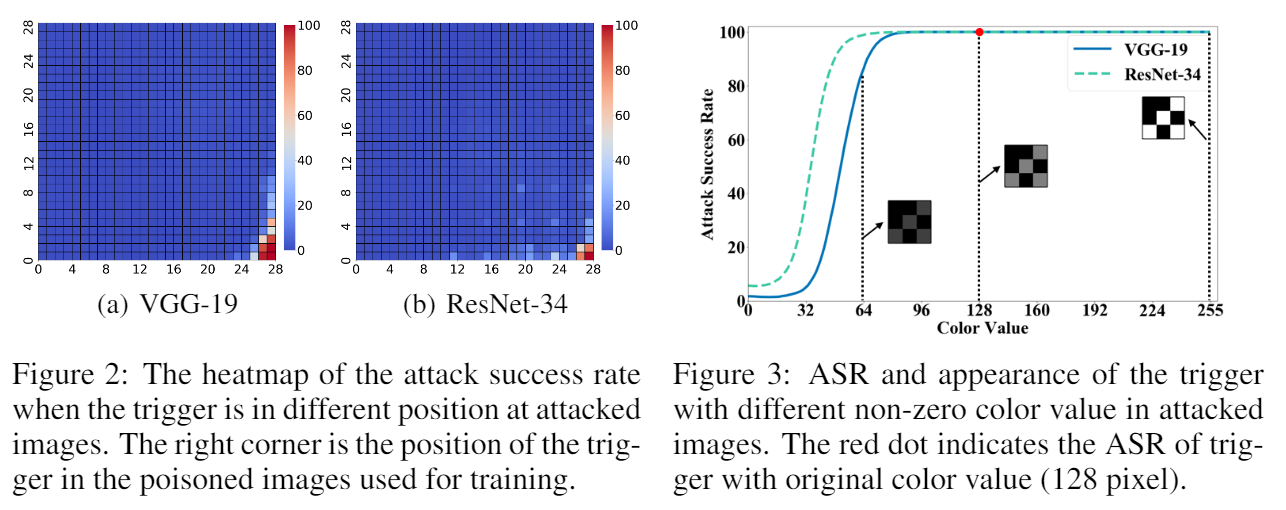 28
24
20
16
12
8
4
0
0 4 8 12 16 20 24 28
100
80
60
40
20
0
(a) VGG-19
28
24
20
16
12
8
4
0
0 4 8 12 16 20 24 28
100
80
60
40
20
0
(b) ResNet-34
Figure 2: The heatmap of the attack success rate
when the trigger is in different position at attacked
images. The right corner is the position of the trig-
ger in the poisoned images used for training.
Attack Success Rate
100
80
60
40
20
0
VGG-19
ResNet-34
0 32 64 96 128 160 192 224 255
Color Value
Figure 3: ASR and appearance of the trigger
with different non-zero color value in attacked
images. The red dot indicates the ASR of trig-
ger with original color value (128 pixel).